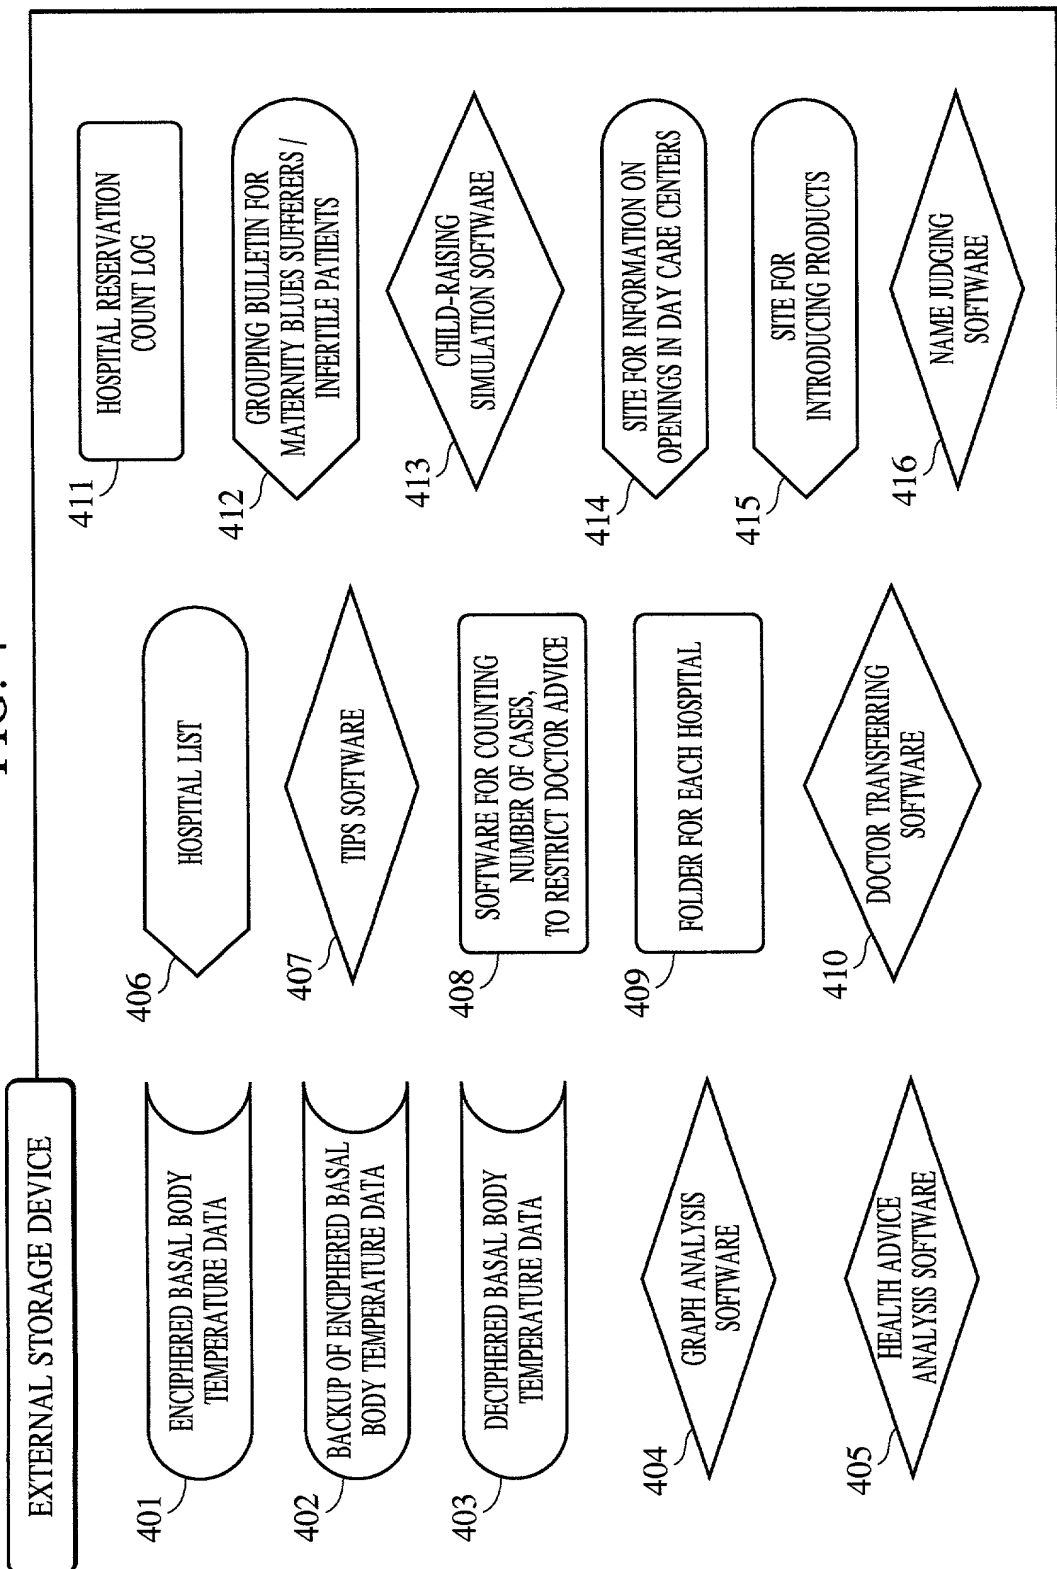 FIG. 4
EXTERNAL STORAGE DEVICE
401
ENCIPHERED BASAL BODY
TEMPERATURE DATA
402
BACKUP OF ENCIPHERED BASAL
BODY TEMPERATURE DATA
403
DECIPHERED BASAL BODY
TEMPERATURE DATA
404
GRAPH ANALYSIS
SOFTWARE
405
HEALTH ADVICE
ANALYSIS SOFTWARE
406
HOSPITAL LIST
407
TIPS SOFTWARE
408
SOFTWARE FOR COUNTING
NUMBER OF CASES,
TO RESTRICT DOCTOR ADVICE
409
FOLDER FOR EACH HOSPITAL
410
DOCTOR TRANSFERRING
SOFTWARE
411
HOSPITAL RESERVATION
COUNT LOG
412
GROUPING BULLETIN FOR
MATERNITY BLUES SUFFERERS /
INFERTILE PATIENTS
413
CHILD-RAISING
SIMULATION SOFTWARE
414
SITE FOR INFORMATION ON
OPENINGS IN DAY CARE CENTERS
415
SITE FOR
INTRODUCING PRODUCTS
416
NAME JUDGING
SOFTWARE